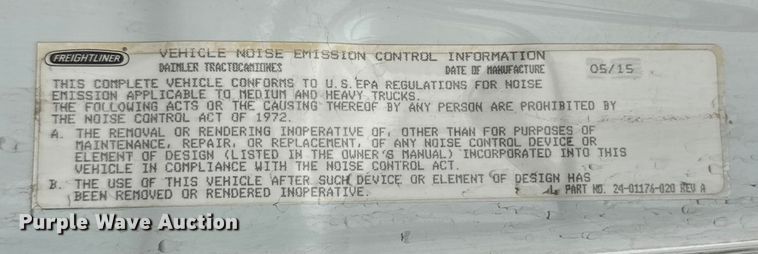 FREIGHTLINER
VEHICLE NOISE EMISSION CONTROL INFORMATION
DAIMLER TRACTOCAMIONES DATE OF MANUFACTURE 05/15
THIS COMPLETE VEHICLE CONFORMS TO U.S.EPA REGULATIONS FOR NOISE
EMISSION APPLICABLE TO MEDIUM AND HEAVY TRUCKS.
THE FOLLOWING ACTS OR THE CAUSING THEREOF BY ANY PERSON ARE PROHIBITED BY
THE NOISE CONTROL ACT OF 1972.
A. THE REMOVAL OR RENDERING INOPERATIVE OF, OTHER THAN FOR PURPOSES OF
MAINTENANCE, REPAIR, OR REPLACEMENT, OF ANY NOISE CONTROL DEVICE OR
ELEMENT OF DESIGN (LISTED IN THE OWNER'S MANUAL) INCORPORATED INTO THIS
VEHICLE IN COMPLIANCE WITH THE NOISE CONTROL ACT.
B. THE USE OF THIS VEHICLE AFTER SUCH DEVICE OR ELEMENT OF DESIGN HAS
BEEN REMOVED OR RENDERED INOPERATIVE.
PART NO. 24-01176-020 REV A
Purple Wave Auction